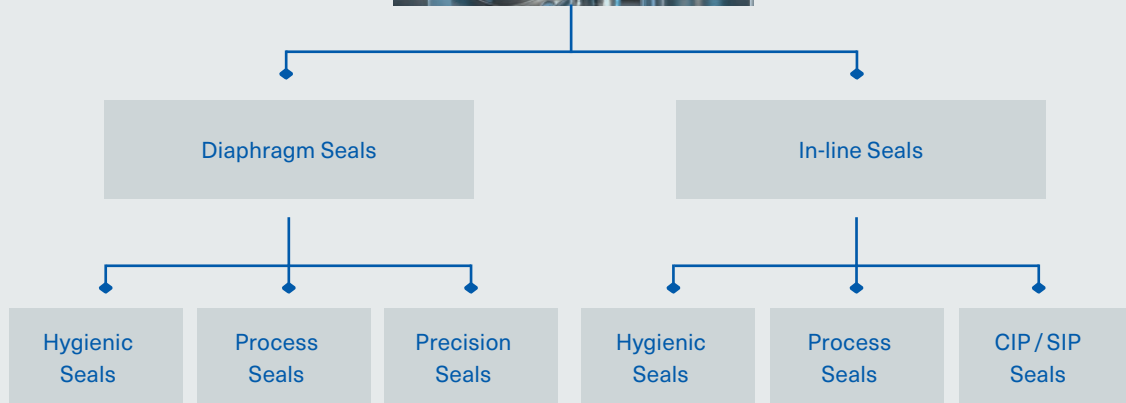 Diaphragm Seals
In-line Seals
Hygienic
Seals
Process
Seals
Precision
Seals
Hygienic
Seals
Process
Seals
CIP / SIP
Seals